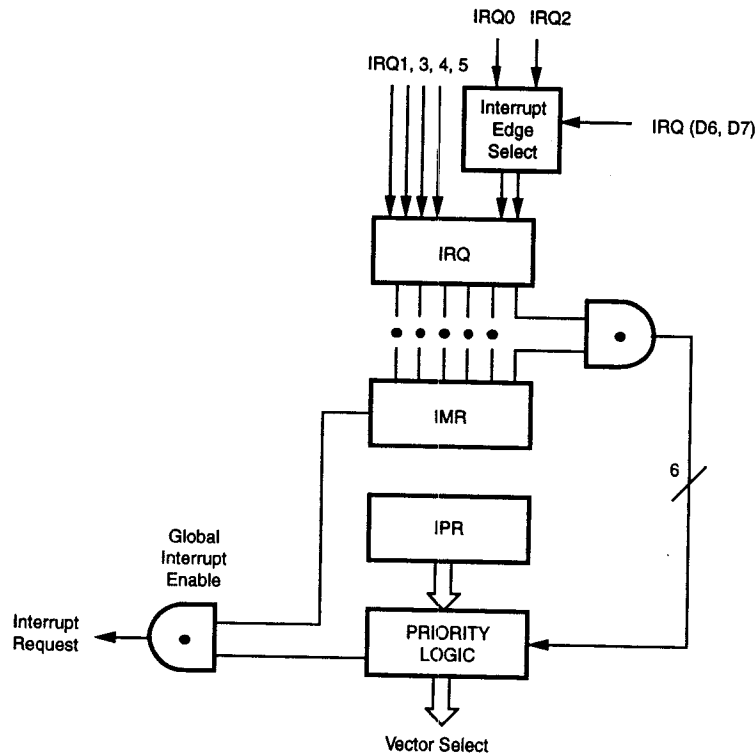 IRQ0 IRQ2
IRQ1, 3, 4, 5
Interrupt
Edge
Select
IRQ (D6, D7)
IRQ
IMR
6
IPR
Global
Interrupt
Enable
Interrupt
Request
PRIORITY
LOGIC
Vector Select